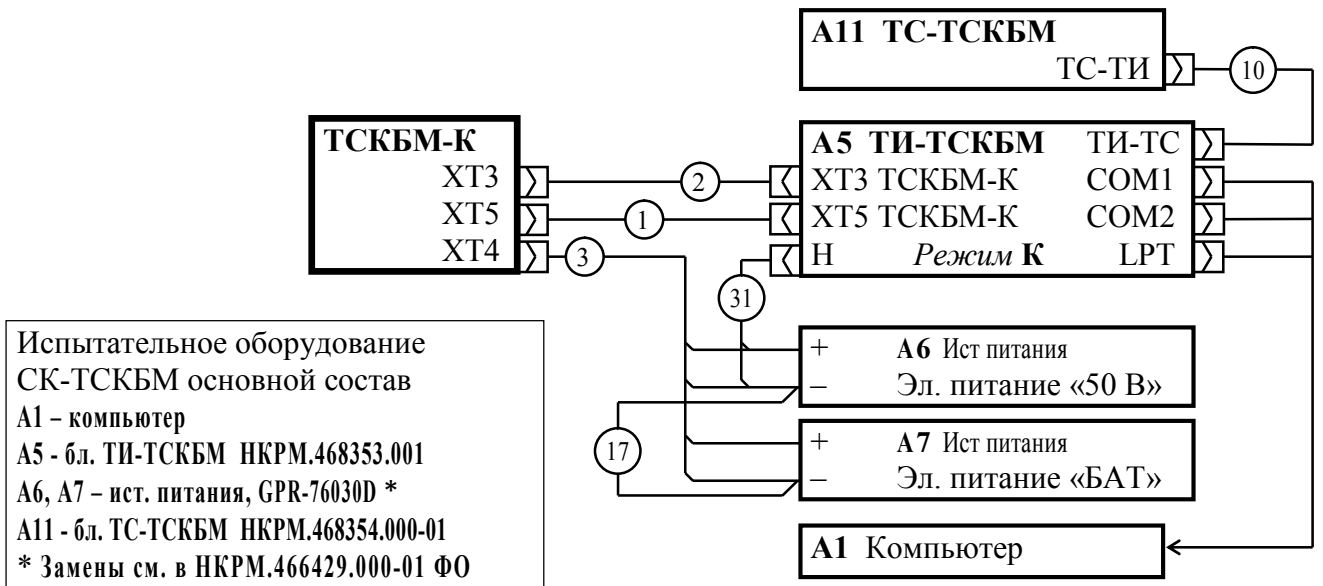 А11 ТС-ТСКБМ
ТС-ТИ
10
ТСКБМ-К
ХТ3
ХТ5
ХТ4
2
1
3
А5 ТИ-ТСКБМ ТИ-ТС
ХТ3 ТСКБМ-К COM1
ХТ5 ТСКБМ-К COM2
Н Режим К LPT
31
+ А6 Ист питания
– Эл. питание «50 В»
17
+ А7 Ист питания
– Эл. питание «БАТ»
А1 Компьютер
Испытательное оборудование
СК-ТСКБМ основной состав
А1 – компьютер
А5 - бл. ТИ-ТСКБМ НКРМ.468353.001
А6, А7 – ист. питания, GPR-76030D *
А11 - бл. ТС-ТСКБМ НКРМ.468354.000-01
* Замены см. в НКРМ.466429.000-01 ФО